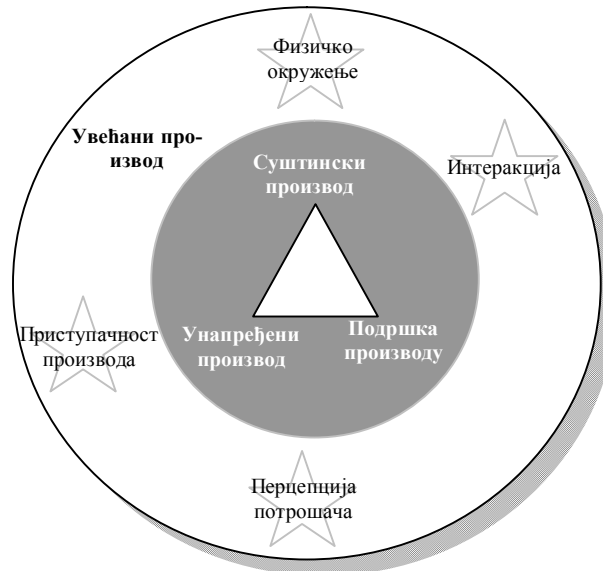 Физичко
окружење
Увећани про-
извод
Суштински
производ
Интеракција
Приступачност
производа
Унапређени
производ
Подршка
производу
Перцепција
потрошача